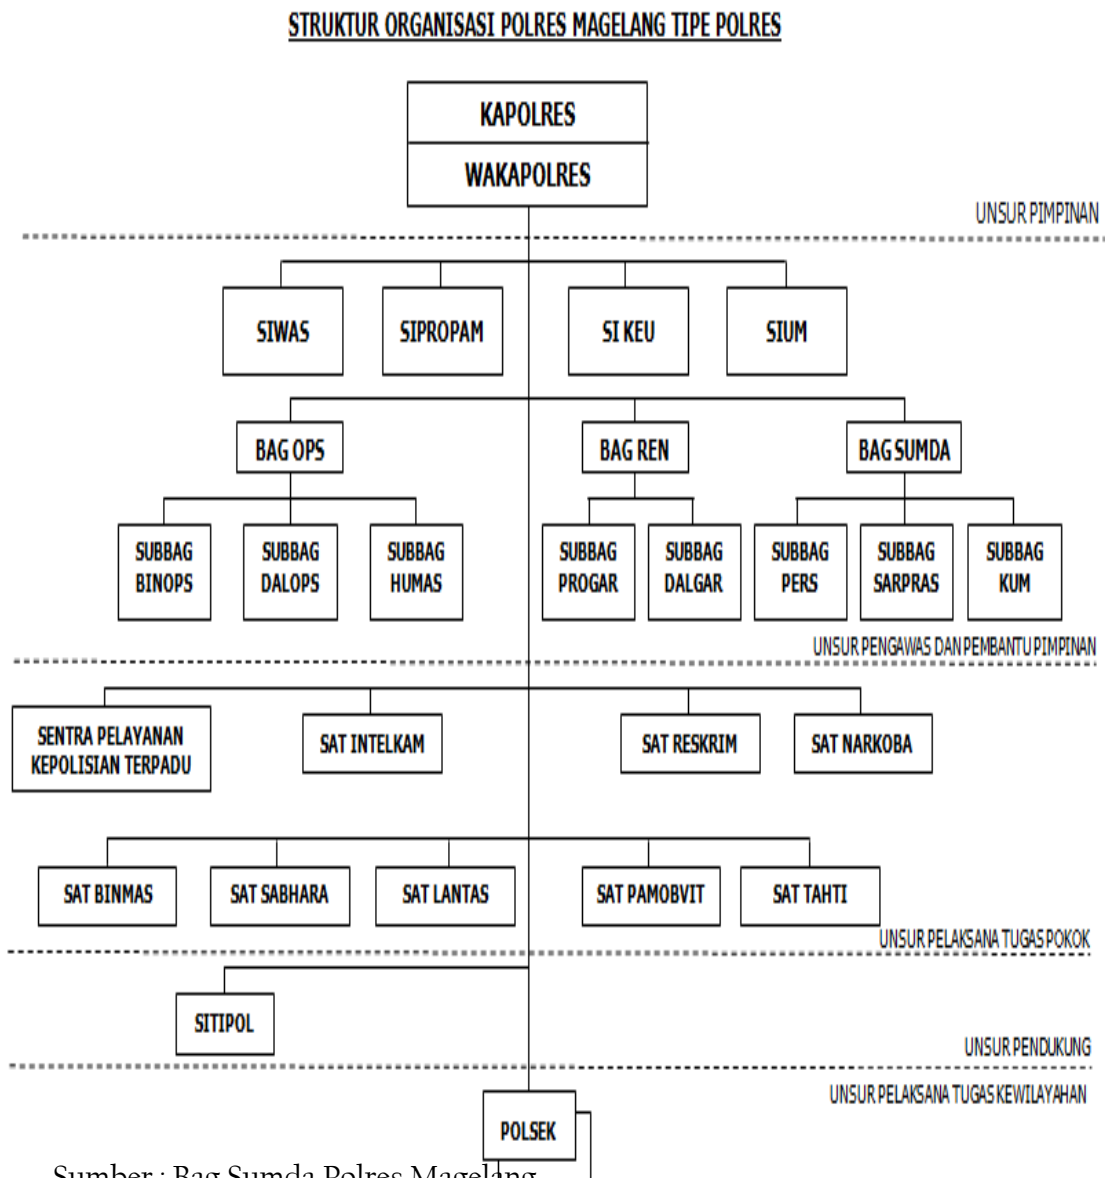 STRUKTUR ORGANISASI POLRES MAGELANG TIPE POLRES
KAPOLRES
WAKAPOLRES
UNSUR PIMPINAN
SIWAS
SIPROPAM
SI KEU
SIUM
BAG OPS
BAG REN
BAG SUMDA
SUBBAG
BINOPS
SUBBAG
DALOPS
SUBBAG
HUMAS
SUBBAG
PROGAR
SUBBAG
DALGAR
SUBBAG
PERS
SUBBAG
SARPRAS
SUBBAG
KUM
UNSUR PENGAWAS DAN PEMBANTU PIMPINAN
SENTRA PELAYANAN
KEPOLISIAN TERPADU
SAT INTELKAM
SAT RESKRIM
SAT NARKOBA
SAT BINMAS
SAT SABHARA
SAT LANTAS
SAT PAMOBVIT
SAT TAHTI
UNSUR PELAKSANA TUGAS POKOK
SITIPOL
UNSUR PENDUKUNG
UNSUR PELAKSANA TUGAS KEWILAYAHAN
POLSEK
Sumber : Bag Sumda Polres Magelang